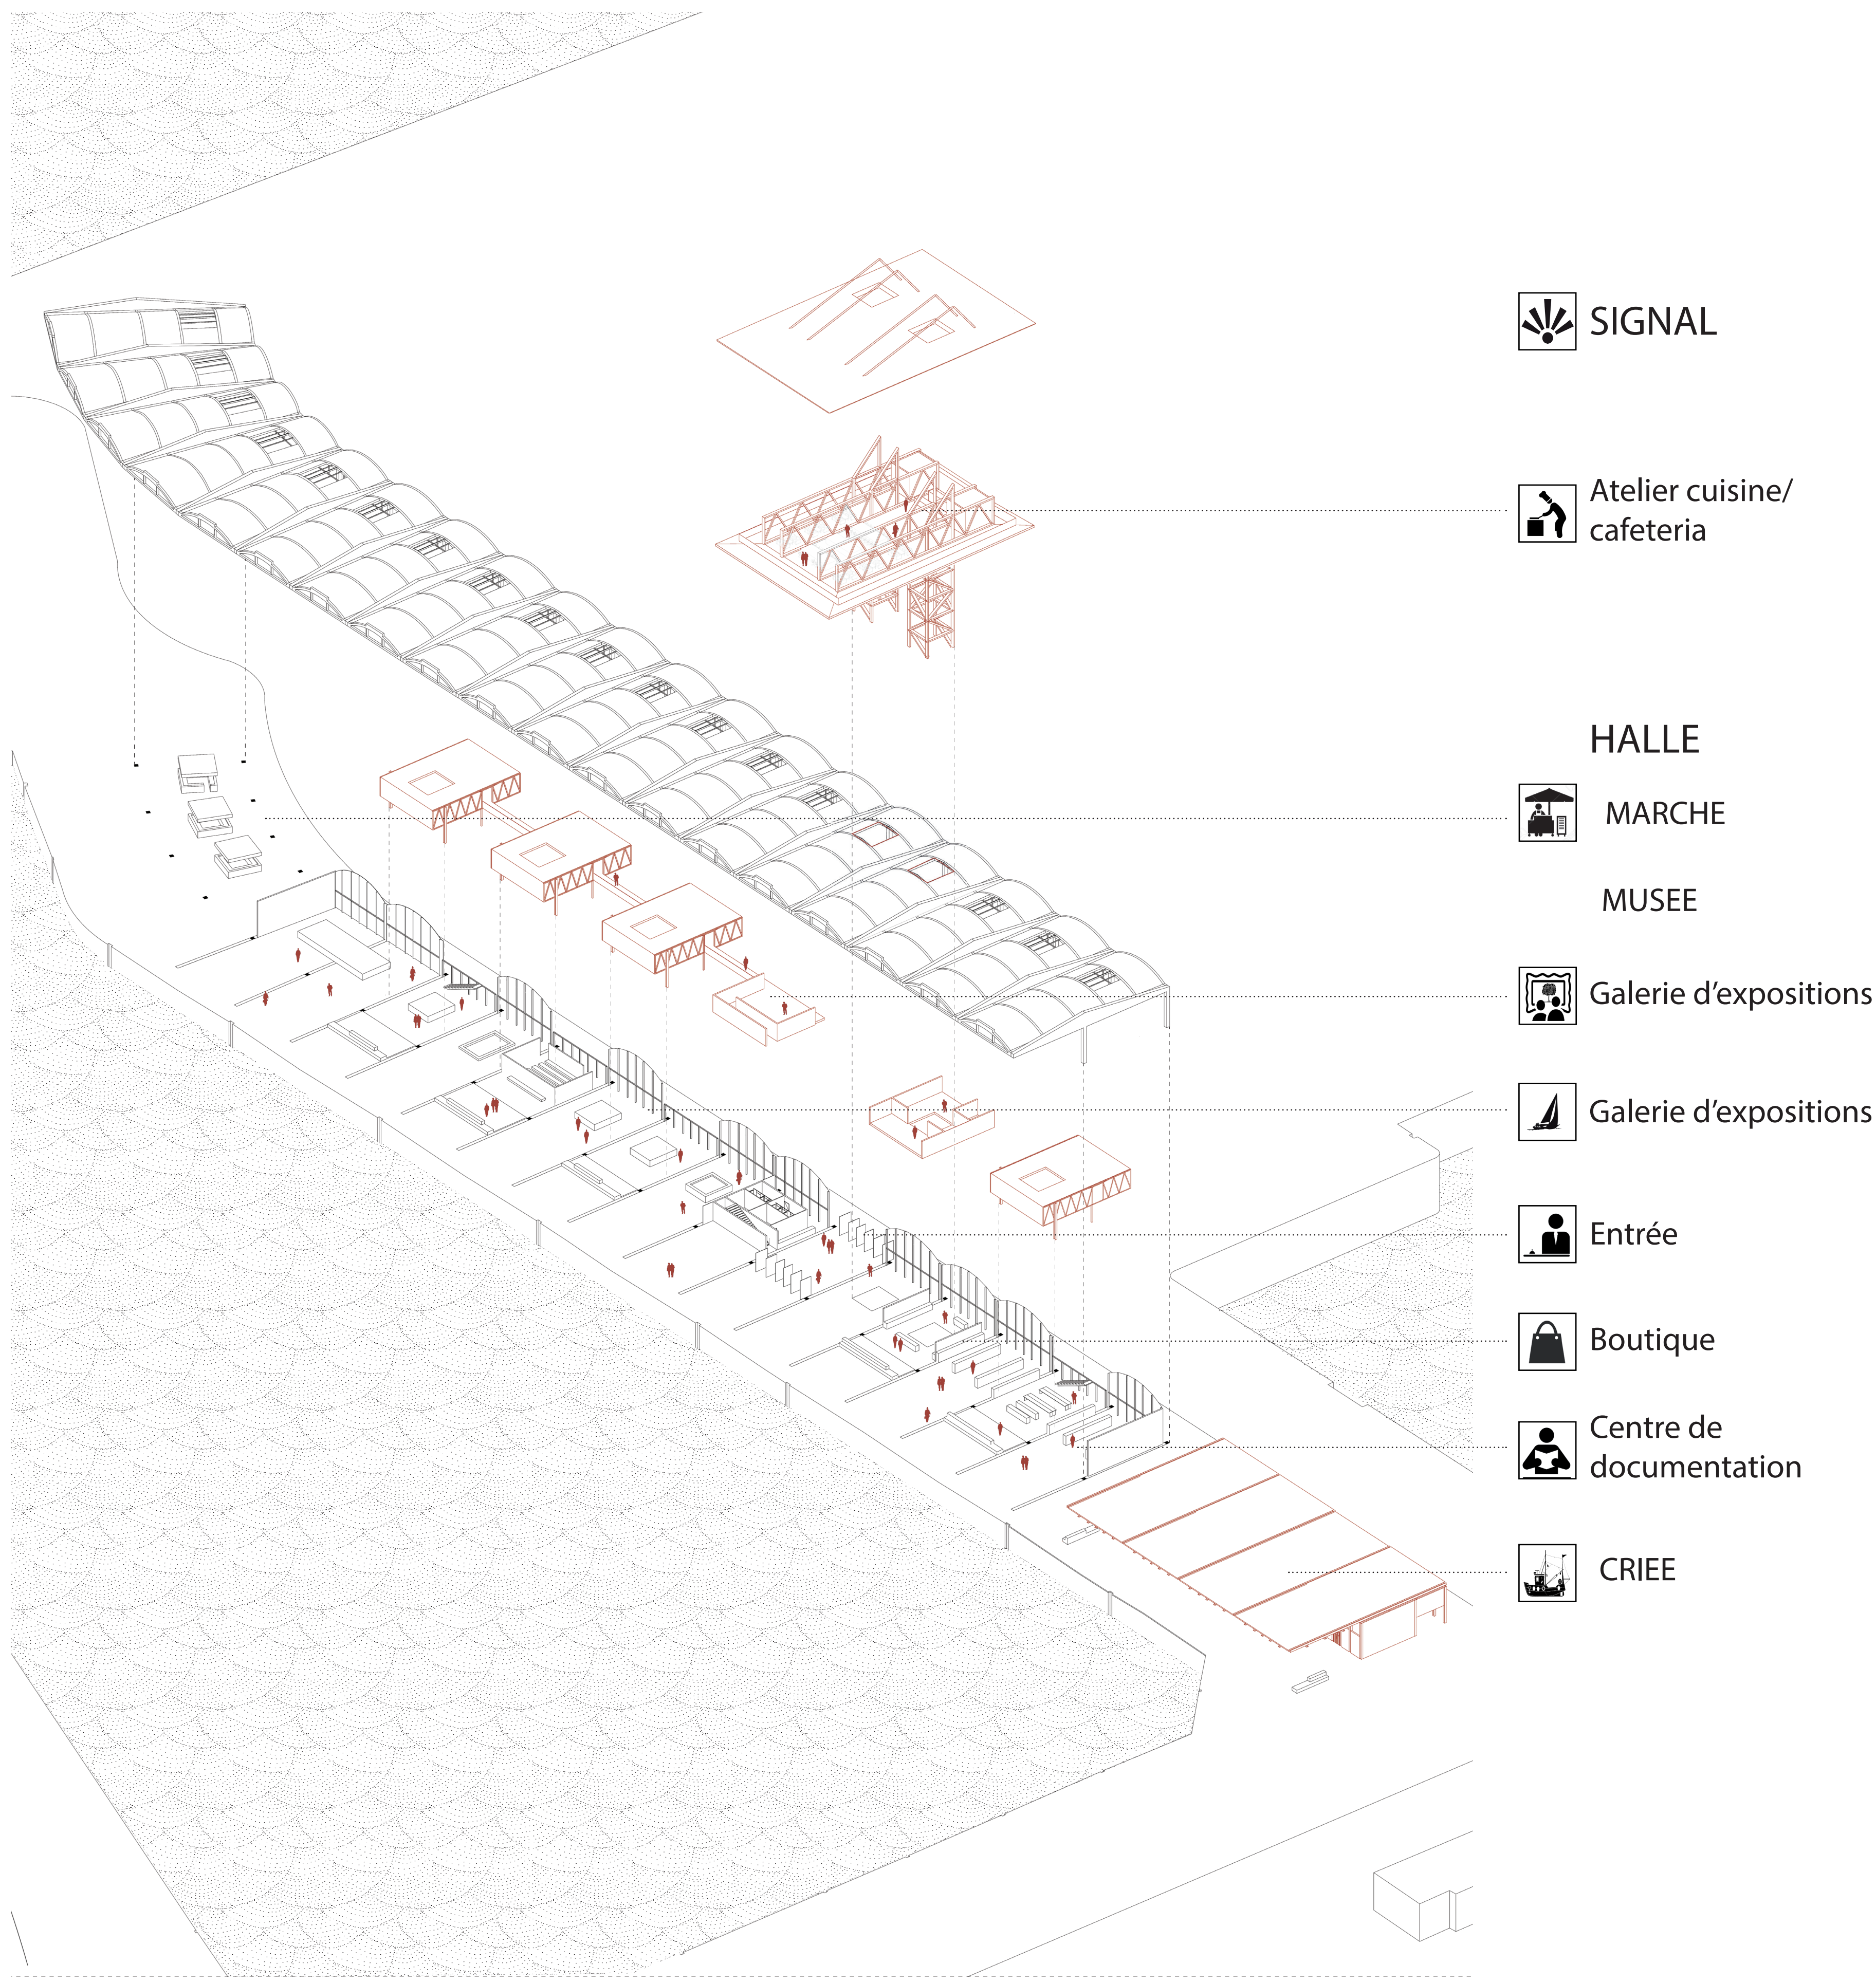 SIGNAL
Atelier cuisine/
cafeteria
HALLE
MARCHE
MUSEE
Galerie d’expositions
Galerie d’expositions
Entrée
Boutique
Centre de
documentation
CRIEE